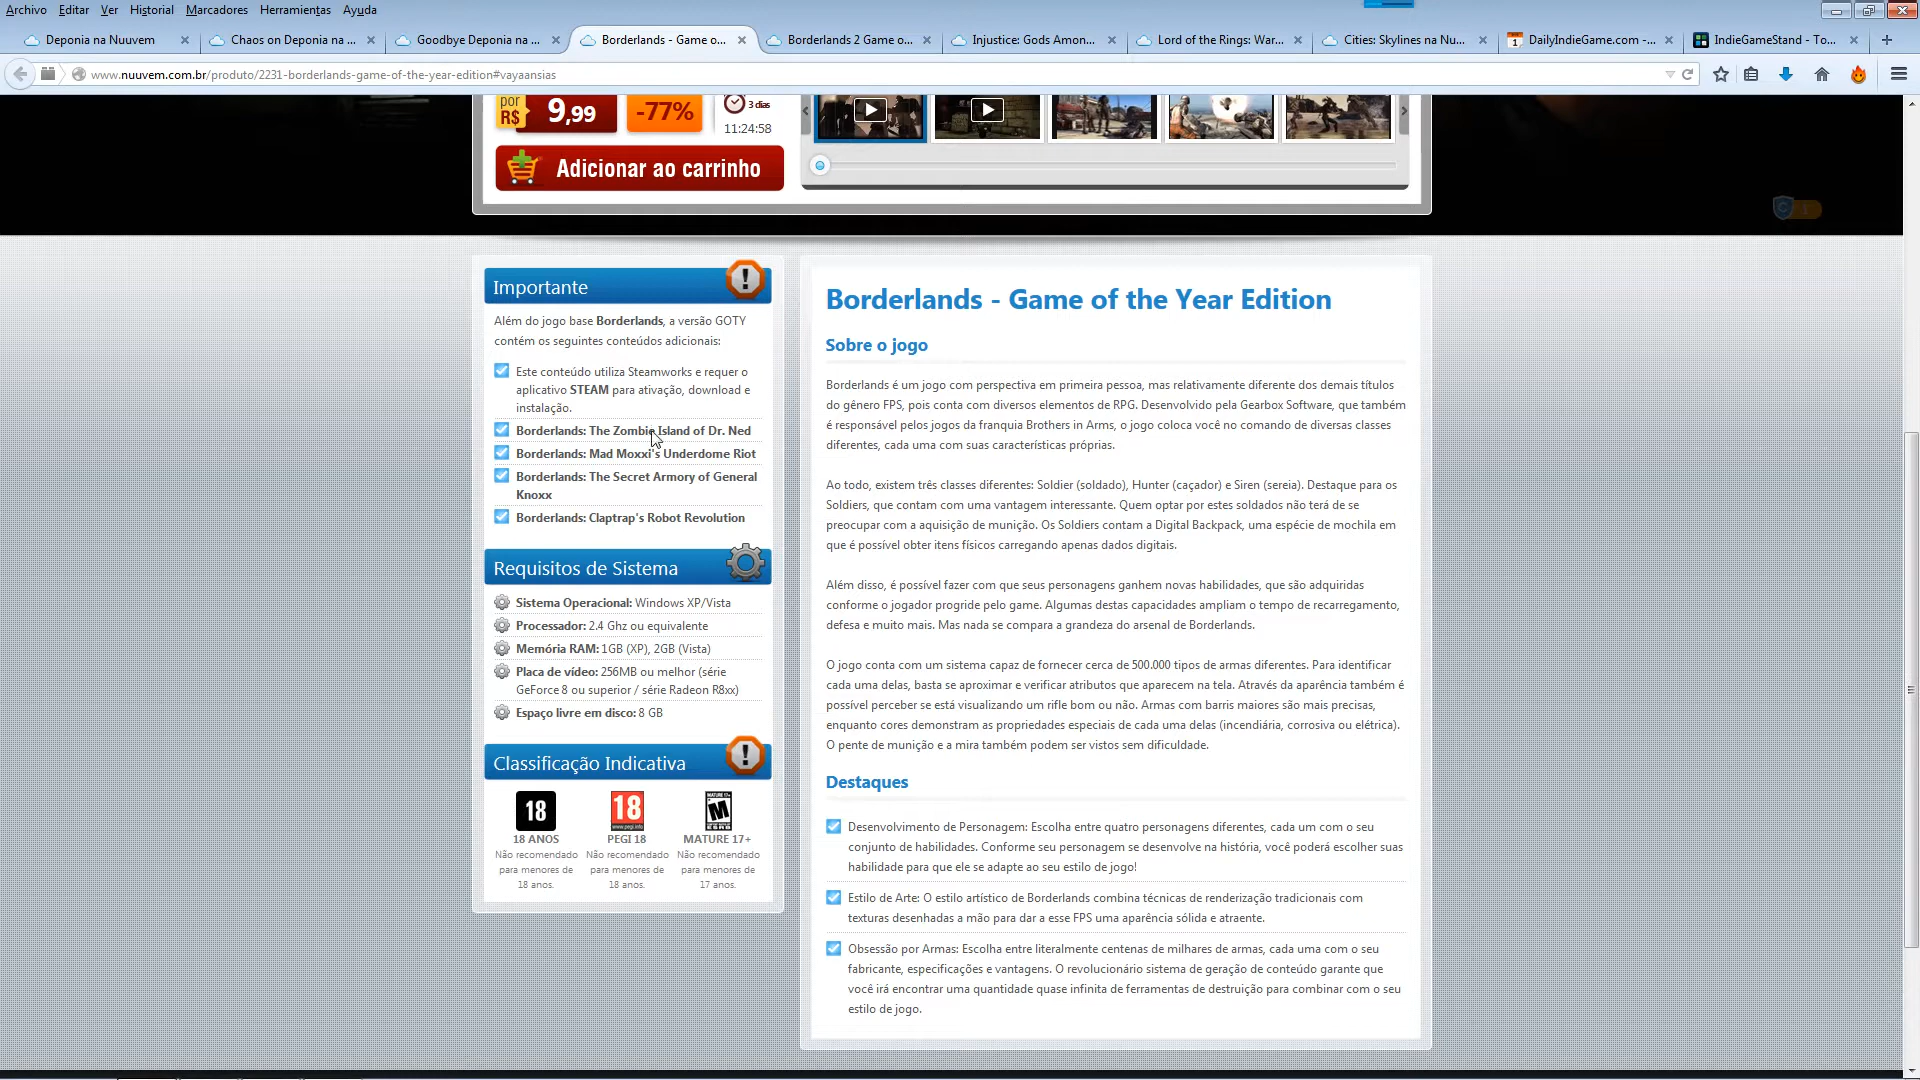 Archivo Editar Ver Historial Marcadores Herramientas Ayuda
Deponia na Nuuvem
Chaos on Deponia na ...
Goodbye Deponia na ...
Borderlands - Game o...
Borderlands 2 Game o...
Injustice: Gods Amon...
Lord of the Rings: War...
Cities: Skylines na Nu...
DailyIndieGame.com -...
IndieGameStand - To...
www.nuuvem.com.br/produto/2231-borderlands-game-of-the-year-edition#vayaansias
por
R$
9,99
-77%
3 dias
11:24:58
Adicionar ao carrinho
Importante
Além do jogo base Borderlands, a versão GOTY
contém os seguintes conteúdos adicionais:
Este conteúdo utiliza Steamworks e requer o
aplicativo STEAM para ativação, download e
instalação.
Borderlands: The Zombie Island of Dr. Ned
Borderlands: Mad Moxxi's Underdome Riot
Borderlands: The Secret Armory of General
Knoxx
Borderlands: Claptrap's Robot Revolution
Requisitos de Sistema
Sistema Operacional: Windows XP/Vista
Processador: 2.4 Ghz ou equivalente
Memória RAM: 1GB (XP), 2GB (Vista)
Placa de vídeo: 256MB ou melhor (série
GeForce 8 ou superior / série Radeon R8xx)
Espaço livre em disco: 8 GB
Classificação Indicativa
18
18 ANOS
Não recomendado
para menores de
18 anos.
18
www.pegi.info
PEGI 18
Não recomendado
para menores de
18 anos.
MATURE 17+
M
ESRB
MATURE 17+
Não recomendado
para menores de
17 anos.
Borderlands - Game of the Year Edition
Sobre o jogo
Borderlands é um jogo com perspectiva em primeira pessoa, mas relativamente diferente dos demais títulos
do gênero FPS, pois conta com diversos elementos de RPG. Desenvolvido pela Gearbox Software, que também
é responsável pelos jogos da franquia Brothers in Arms, o jogo coloca você no comando de diversas classes
diferentes, cada uma com suas características próprias.
Ao todo, existem três classes diferentes: Soldier (soldado), Hunter (caçador) e Siren (sereia). Destaque para os
Soldiers, que contam com uma vantagem interessante. Quem optar por estes soldados não terá de se
preocupar com a aquisição de munição. Os Soldiers contam a Digital Backpack, uma espécie de mochila em
que é possível obter itens físicos carregando apenas dados digitais.
Além disso, é possível fazer com que seus personagens ganhem novas habilidades, que são adquiridas
conforme o jogador progride pelo game. Algumas destas capacidades ampliam o tempo de recarregamento,
defesa e muito mais. Mas nada se compara a grandeza do arsenal de Borderlands.
O jogo conta com um sistema capaz de fornecer cerca de 500.000 tipos de armas diferentes. Para identificar
cada uma delas, basta se aproximar e verificar atributos que aparecem na tela. Através da aparência também é
possível perceber se está visualizando um rifle bom ou não. Armas com barris maiores são mais precisas,
enquanto cores demonstram as propriedades especiais de cada uma delas (incendiária, corrosiva ou elétrica).
O pente de munição e a mira também podem ser vistos sem dificuldade.
Destaques
Desenvolvimento de Personagem: Escolha entre quatro personagens diferentes, cada um com o seu
conjunto de habilidades. Conforme seu personagem se desenvolve na história, você poderá escolher suas
habilidade para que ele se adapte ao seu estilo de jogo!
Estilo de Arte: O estilo artístico de Borderlands combina técnicas de renderização tradicionais com
texturas desenhadas a mão para dar a esse FPS uma aparência sólida e atraente.
Obsessão por Armas: Escolha entre literalmente centenas de milhares de armas, cada uma com o seu
fabricante, especificações e vantagens. O revolucionário sistema de geração de conteúdo garante que
você irá encontrar uma quantidade quase infinita de ferramentas de destruição para combinar com o seu
estilo de jogo.